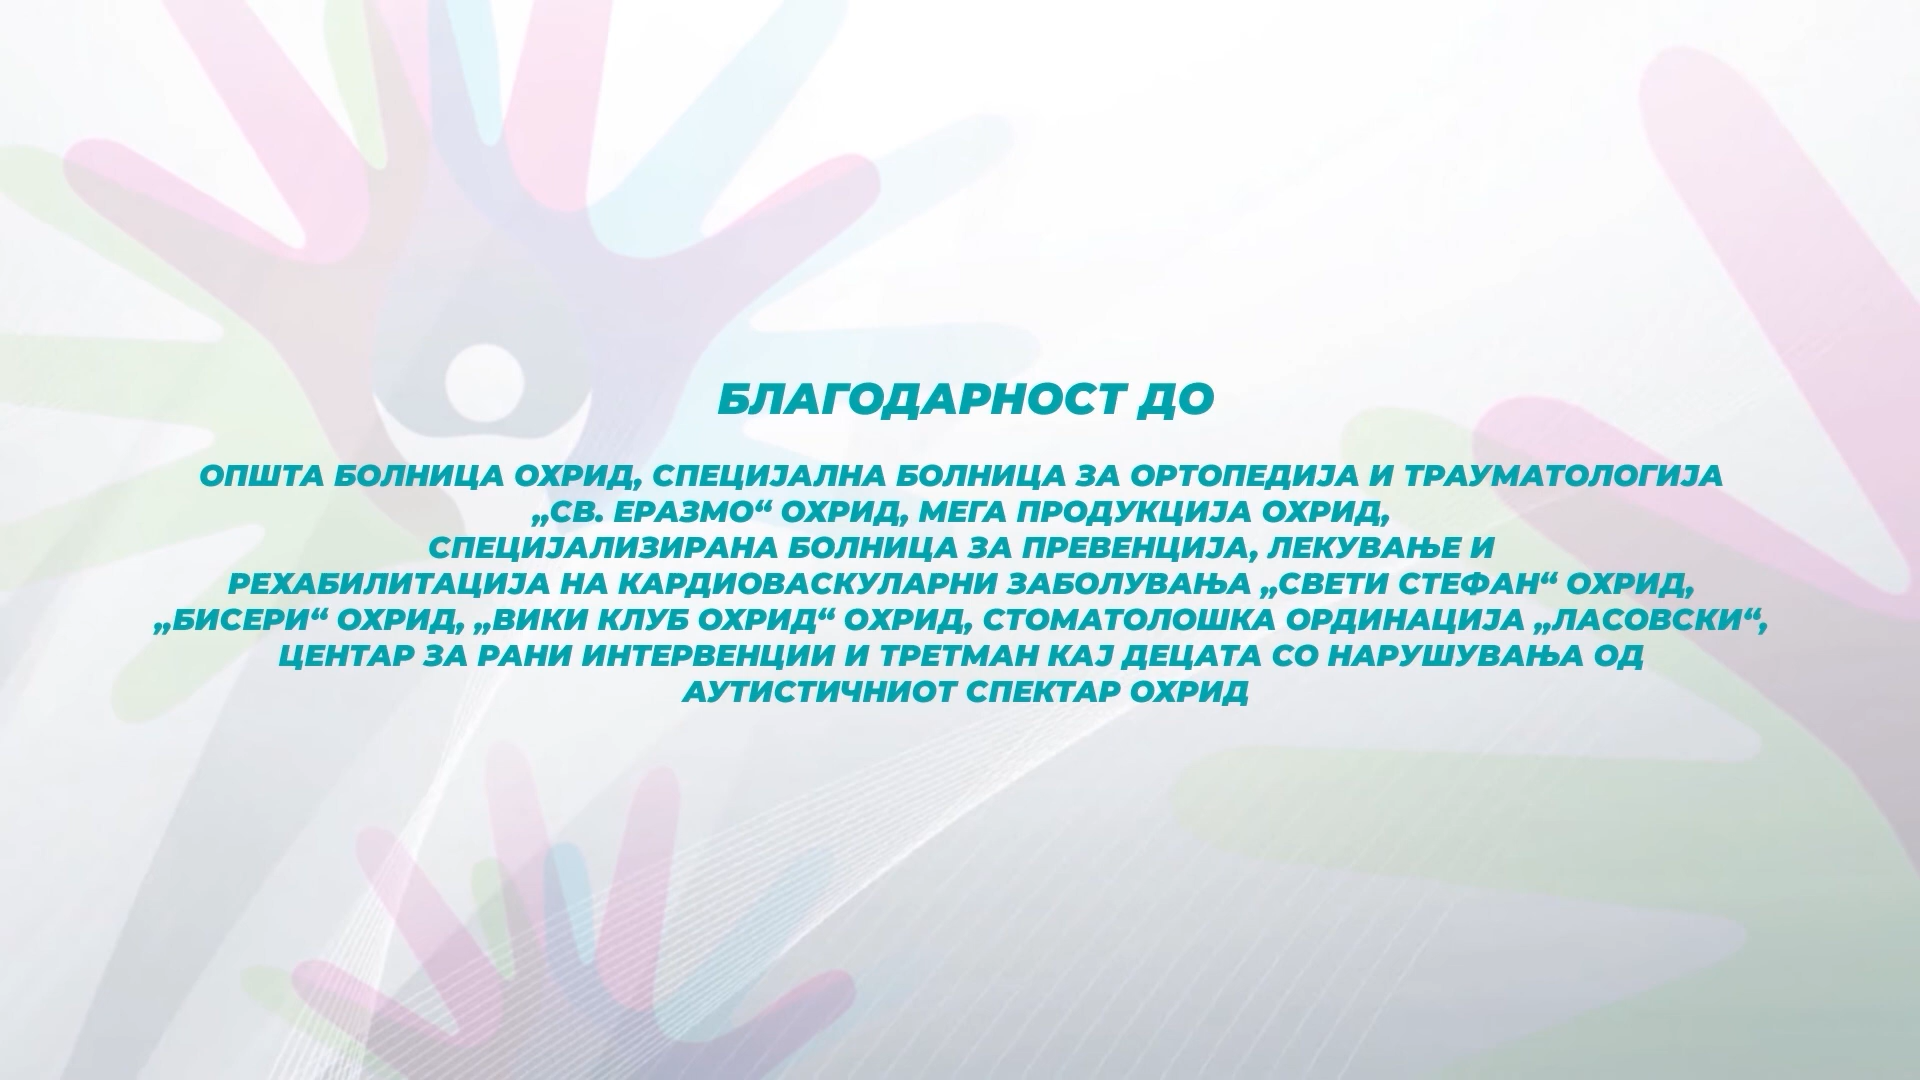 БЛАГОДАРНОСТ ДО
ОПШТА БОЛНИЦА ОХРИД, СПЕЦИЈАЛНА БОЛНИЦА ЗА ОРТОПЕДИЈА И ТРАУМАТОЛОГИЈА
„СВ. ЕРАЗМО“ ОХРИД, МЕГА ПРОДУКЦИЈА ОХРИД,
СПЕЦИЈАЛИЗИРАНА БОЛНИЦА ЗА ПРЕВЕНЦИЈА, ЛЕКУВАЊЕ И
РЕХАБИЛИТАЦИЈА НА КАРДИОВАСКУЛАРНИ ЗАБОЛУВАЊА „СВЕТИ СТЕФАН“ ОХРИД,
„БИСЕРИ“ ОХРИД, „ВИКИ КЛУБ ОХРИД“ ОХРИД, СТОМАТОЛОШКА ОРДИНАЦИЈА „ЛАСОВСКИ“,
ЦЕНТАР ЗА РАНИ ИНТЕРВЕНЦИИ И ТРЕТМАН КАЈ ДЕЦАТА СО НАРУШУВАЊА ОД
АУТИСТИЧНИОТ СПЕКТАР ОХРИД